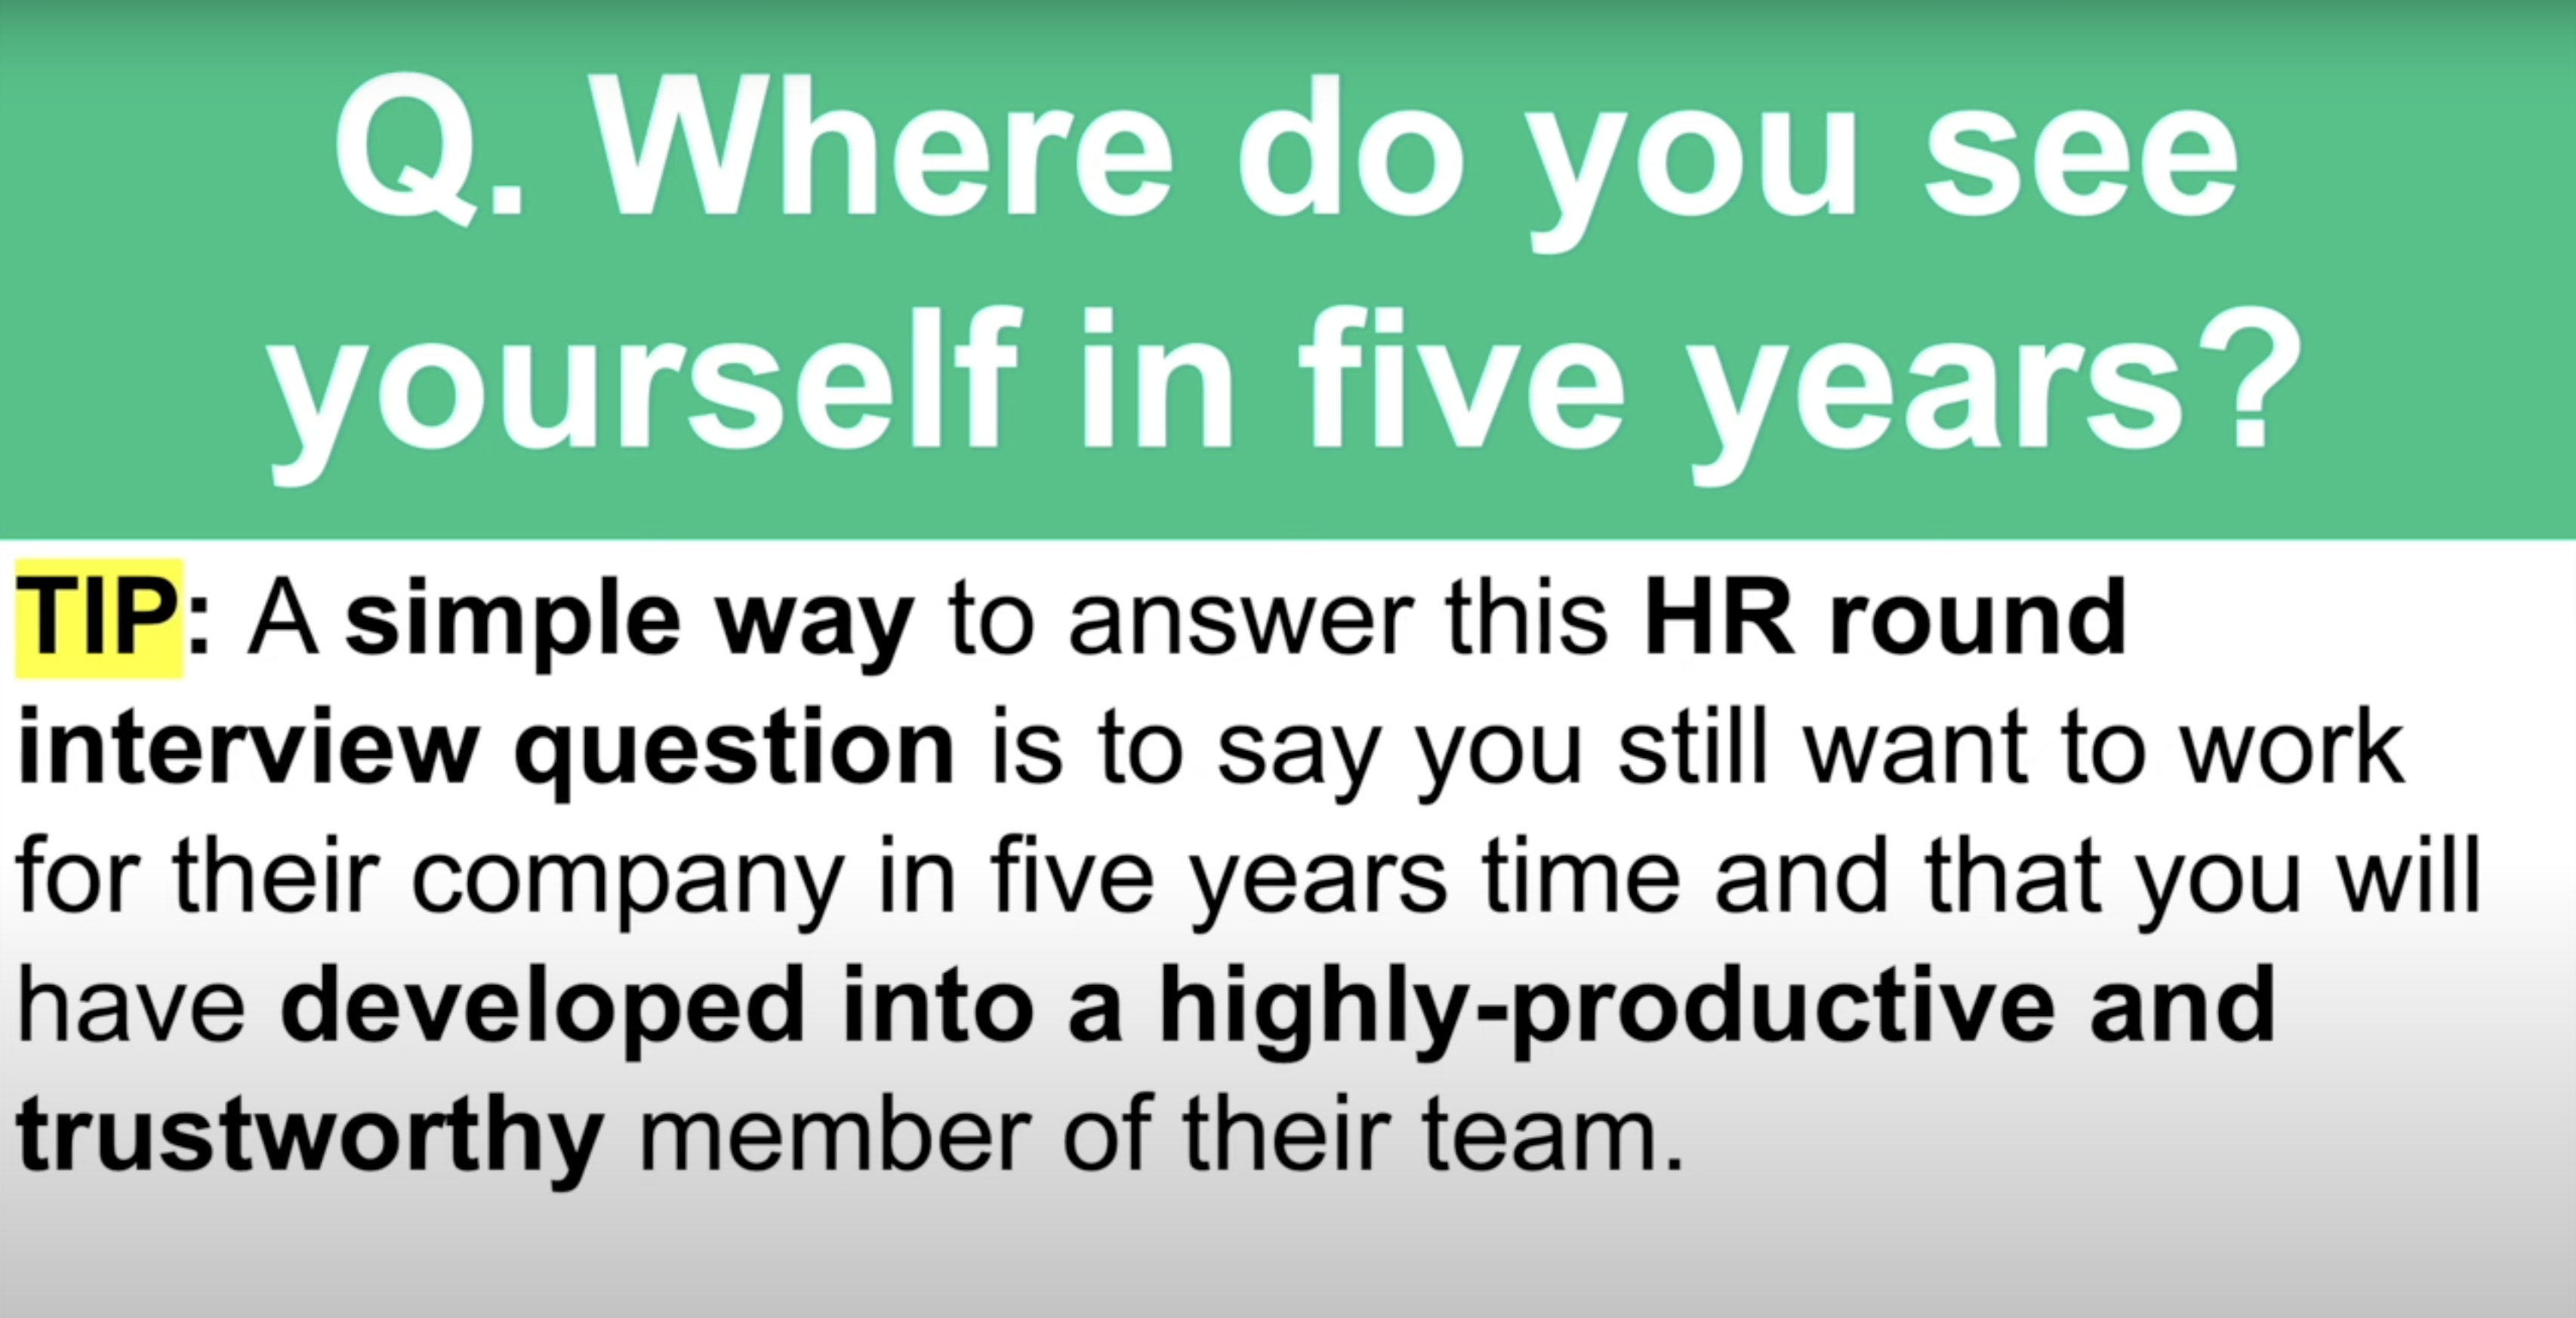 Q. Where do you see
yourself in five years?
TIP: A simple way to answer this HR round
interview question is to say you still want to work
for their company in five years time and that you will
have developed into a highly-productive and
trustworthy member of their team.